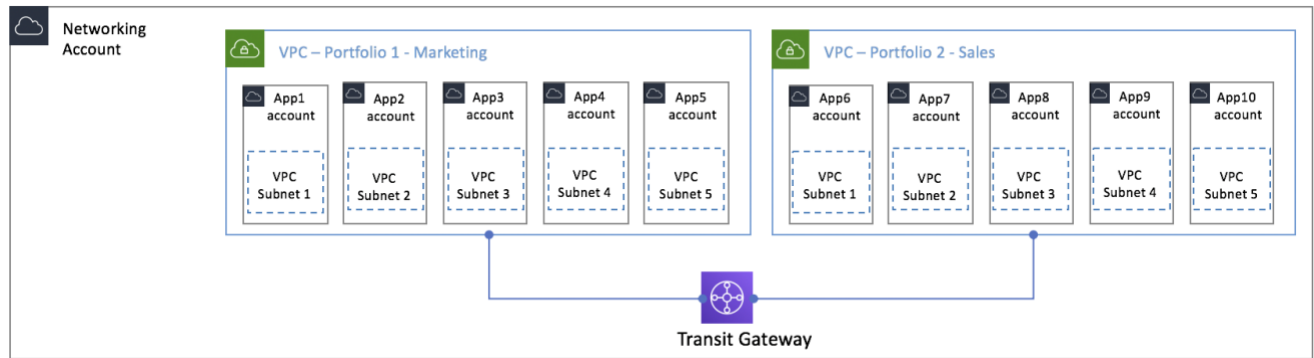 Networking
Account
VPC – Portfolio 1 - Marketing
App1
account
App2
account
App3
account
App4
account
App5
account
VPC
Subnet 1
VPC
Subnet 2
VPC
Subnet 3
VPC
Subnet 4
VPC
Subnet 5
VPC – Portfolio 2 - Sales
App6
account
App7
account
App8
account
App9
account
App10
account
VPC
Subnet 1
VPC
Subnet 2
VPC
Subnet 3
VPC
Subnet 4
VPC
Subnet 5
Transit Gateway